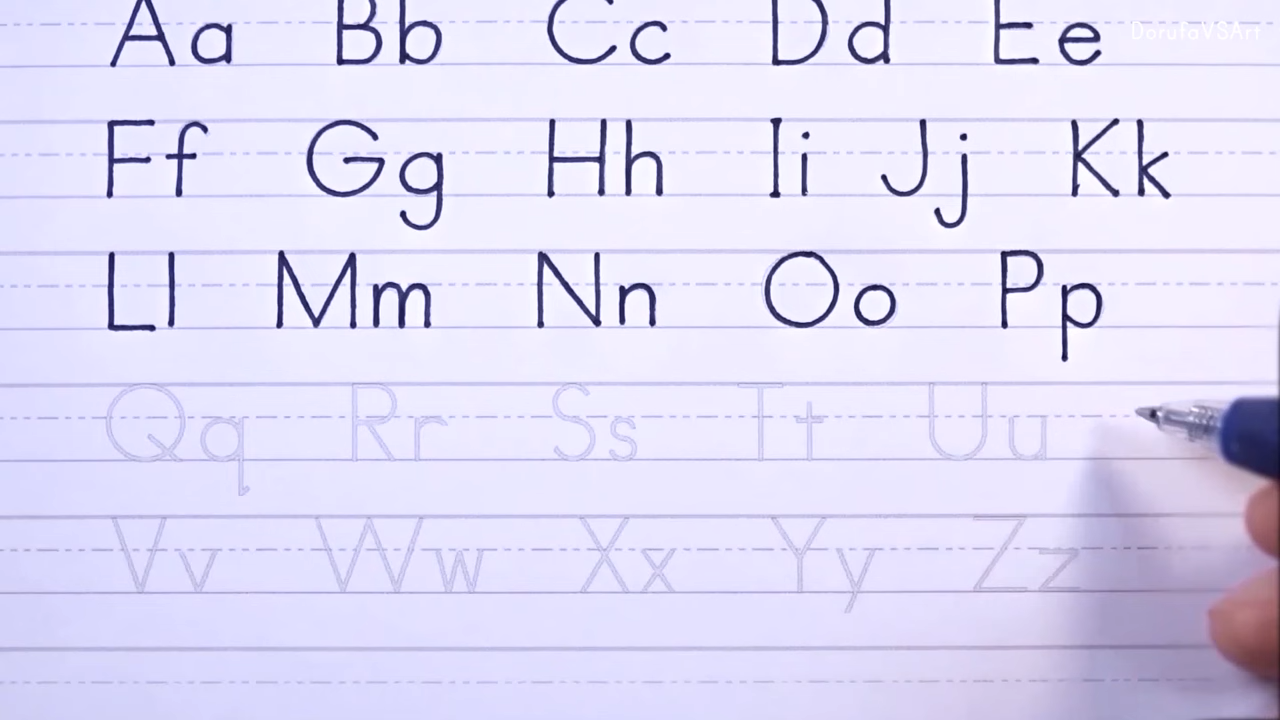 Aa Bb Cc Dd Ee
DorufaVSArt
Ff Gg Hh Ii Jj Kk
Ll Mm Nn Oo Pp
Qq Rr Ss Tt Uu
Vv Ww Xx Yy Zz